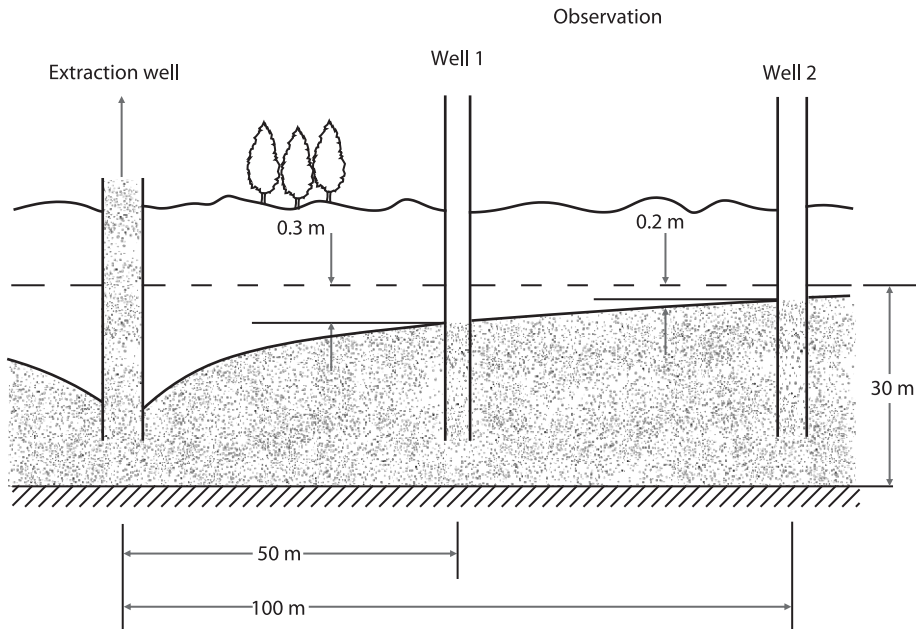 Observation
Extraction well
Well 1
Well 2
0.3 m
0.2 m
30 m
50 m
100 m